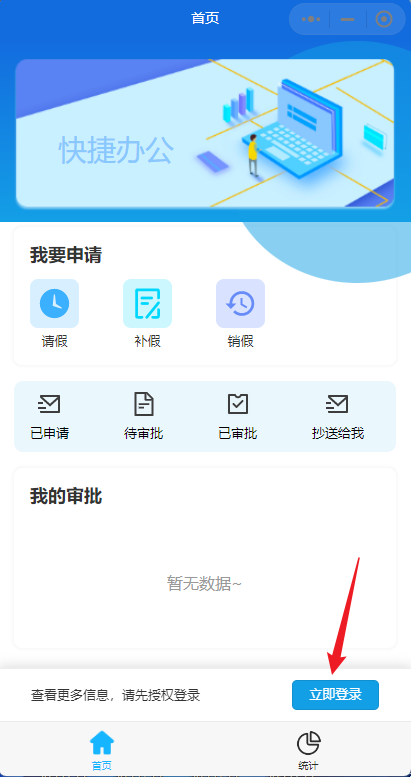 首页
快捷办公
我要申请
请假 补假 销假
已申请 待审批 已审批 抄送给我
我的审批
暂无数据~
查看更多信息，请先授权登录 立即登录
首页 统计